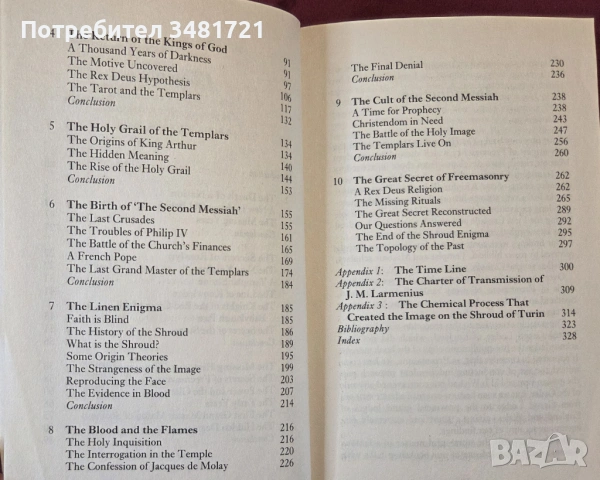 Потребител 3481721
4 The Return of the Kings of God 91
A Thousand Years of Darkness 91
The Motive Uncovered 97
The Rex Deus Hypothesis 106
The Tarot and the Templars 117
Conclusion 132
5 The Holy Grail of the Templars 134
The Origins of King Arthur 134
The Hidden Meaning 140
The Rise of the Holy Grail 144
Conclusion 153
6 The Birth of 'The Second Messiah' 155
The Last Crusades 155
The Troubles of Philip IV 161
The Battle of the Church's Finances 165
A French Pope 169
The Last Grand Master of the Templars 174
Conclusion 184
7 The Linen Enigma 185
Faith is Blind 185
The History of the Shroud 186
What is the Shroud? 189
Some Origin Theories 195
The Strangeness of the Image 199
Reproducing the Face 203
The Evidence in Blood 207
Conclusion 214
8 The Blood and the Flames 216
The Holy Inquisition 216
The Interrogation in the Temple 220
The Confession of Jacques de Molay 226
The Final Denial 230
Conclusion 236
9 The Cult of the Second Messiah 238
A Time for Prophecy 238
Christendom in Need 243
The Battle of the Holy Image 247
The Templars Live On 256
Conclusion 260
10 The Great Secret of Freemasonry 262
A Rex Deus Religion 262
The Missing Rituals 265
The Great Secret Reconstructed 289
Our Questions Answered 292
The End of the Shroud Enigma 295
The Topology of the Past 297
Appendix 1: The Time Line 300
Appendix 2: The Charter of Transmission of
J. M. Larmenius 309
Appendix 3 : The Chemical Process That
Created the Image on the Shroud of Turin 314
Bibliography 323
Index 328
BAZAR